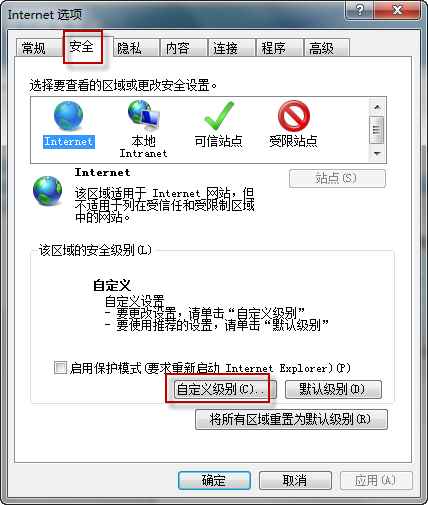 Internet 选项
常规 安全 隐私 内容 连接 程序 高级
选择要查看的区域或更改安全设置。
Internet 本地 Intranet 可信站点 受限站点
Internet
站点(S)
该区域适用于 Internet 网站，但
不适用于列在受信任和受限制区域
中的网站。
该区域的安全级别(L)
自定义
自定义设置
- 要更改设置，请单击“自定义级别”
- 要使用推荐的设置，请单击“默认级别”
启用保护模式(要求重新启动 Internet Explorer)(P)
自定义级别(C)..
默认级别(D)
将所有区域重置为默认级别(R)
确定 取消 应用(A)